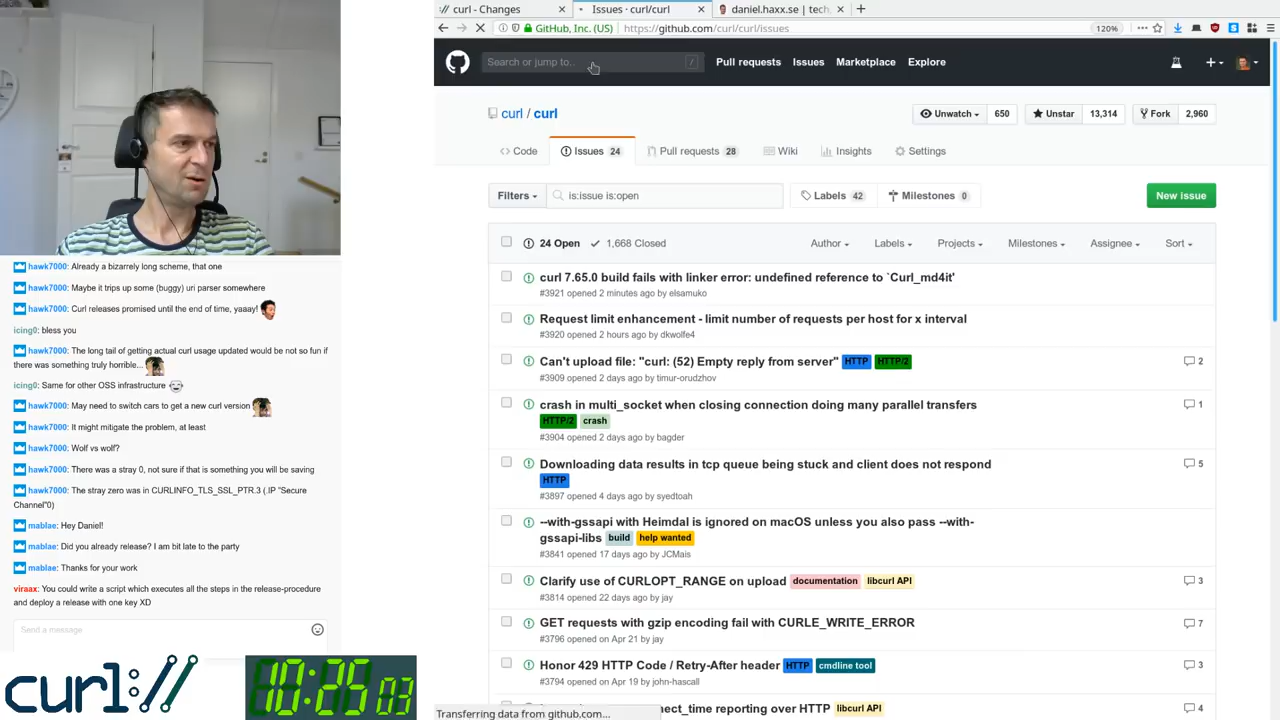 curl - Changes
Issues · curl/curl
daniel.haxx.se | tech,
GitHub, Inc. (US)
https://github.com/curl/curl/issues
120%
Search or jump to..
/
Pull requests
Issues
Marketplace
Explore
curl / curl
Unwatch
650
Unstar
13,314
Fork
2,960
Code
Issues 24
Pull requests 28
Wiki
Insights
Settings
Filters
is:issue is:open
Labels 42
Milestones 0
New issue
24 Open
1,668 Closed
Author
Labels
Projects
Milestones
Assignee
Sort
curl 7.65.0 build fails with linker error: undefined reference to `Curl_md4it'
#3921 opened 2 minutes ago by elsamuko
Request limit enhancement - limit number of requests per host for x interval
#3920 opened 2 hours ago by dkwolfe4
Can't upload file: "curl: (52) Empty reply from server" HTTP HTTP/2
2
#3909 opened 2 days ago by timur-orudzhov
crash in multi_socket when closing connection doing many parallel transfers
1
HTTP/2 crash
#3904 opened 2 days ago by bagder
Downloading data results in tcp queue being stuck and client does not respond
5
HTTP
#3897 opened 4 days ago by syedtoah
--with-gssapi with Heimdal is ignored on macOS unless you also pass --with-
gssapi-libs build help wanted
#3841 opened 17 days ago by JCMais
Clarify use of CURLOPT_RANGE on upload documentation libcurl API
3
#3814 opened 22 days ago by jay
GET requests with gzip encoding fail with CURLE_WRITE_ERROR
7
#3796 opened on Apr 21 by jay
Honor 429 HTTP Code / Retry-After header HTTP cmdline tool
3
#3794 opened on Apr 19 by john-hascall
reporting over HTTP libcurl API
4
Transferring data from github.com...
hawk7000: Already a bizarrely long scheme, that one
hawk7000: Maybe it trips up some (buggy) uri parser somewhere
hawk7000: Curl releases promised until the end of time, yaaay!
icing0: bless you
hawk7000: The long tail of getting actual curl usage updated would be not so fun if
there was something truly horrible...
icing0: Same for other OSS infrastructure
hawk7000: May need to switch cars to get a new curl version
hawk7000: It might mitigate the problem, at least
hawk7000: Wolf vs wolf?
hawk7000: There was a stray 0, not sure if that is something you will be saving
hawk7000: The stray zero was in CURLINFO_TLS_SSL_PTR.3 (.IP "Secure
Channel"0)
mablae: Hey Daniel!
mablae: Did you already release? I am bit late to the party
mablae: Thanks for your work
viraax: You could write a script which executes all the steps in the release-procedure
and deploy a release with one key XD
Send a message
curl://
10:25 03